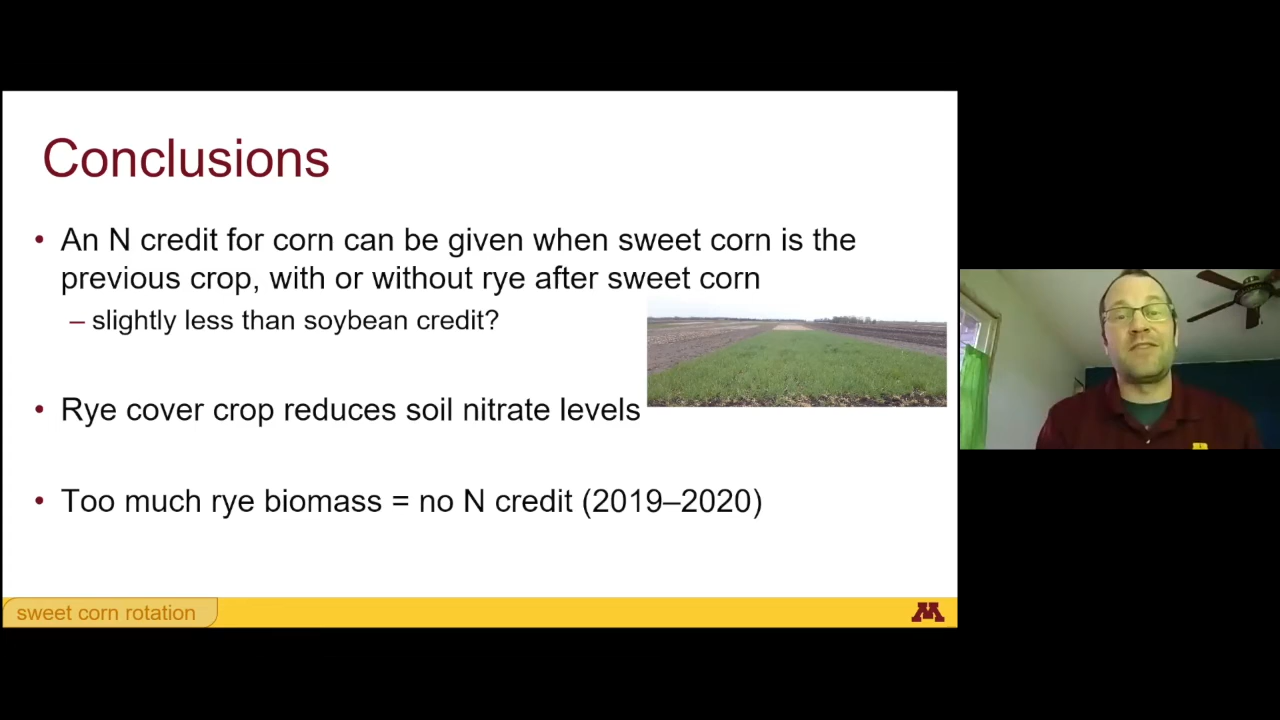 Conclusions
• An N credit for corn can be given when sweet corn is the
previous crop, with or without rye after sweet corn
– slightly less than soybean credit?
• Rye cover crop reduces soil nitrate levels
• Too much rye biomass = no N credit (2019–2020)
sweet corn rotation
M